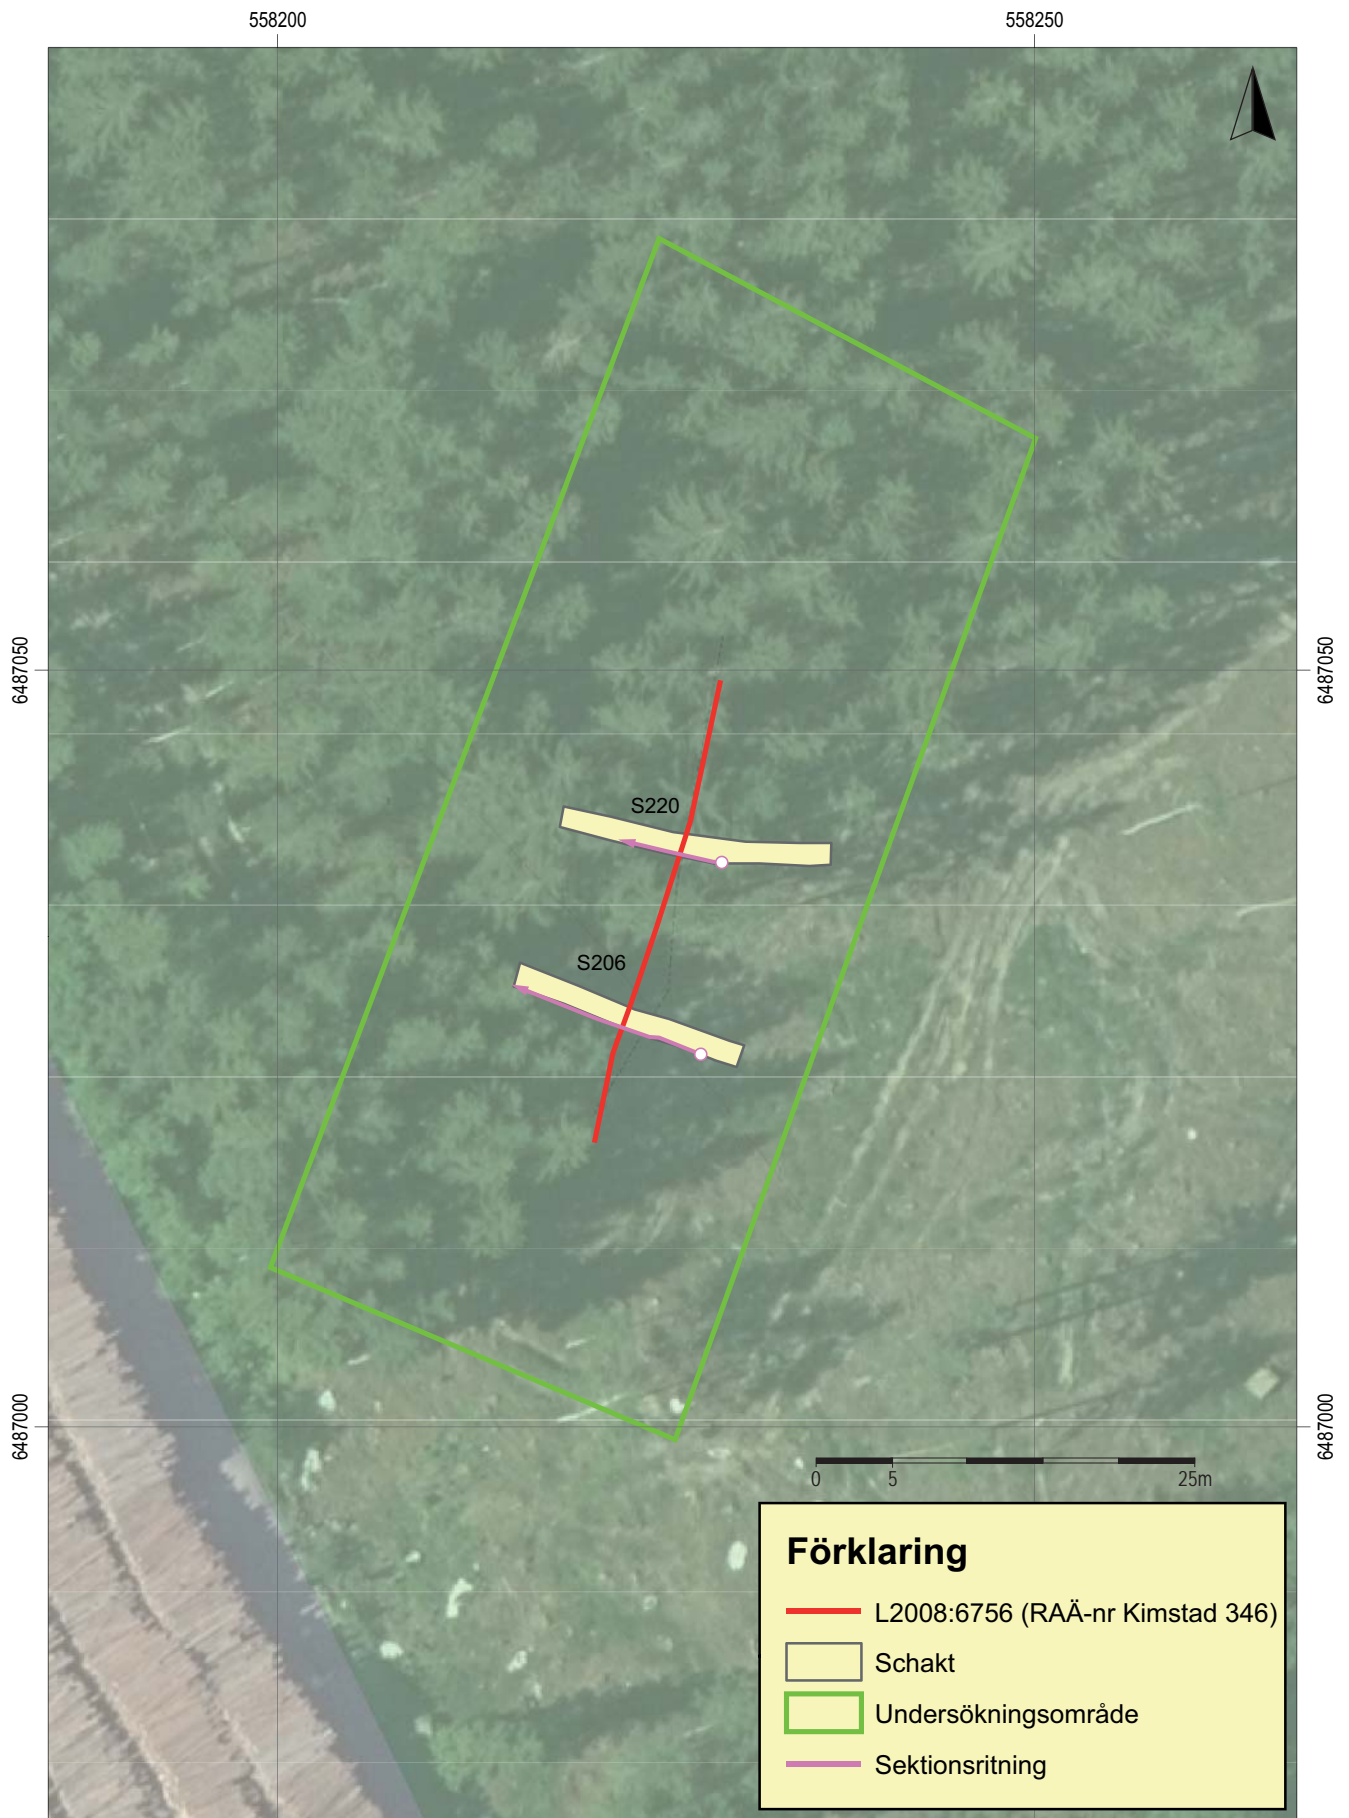 558200
558250
6487050
6487050
S220
S206
6487000
6487000
0 5 25m
Förklaring
L2008:6756 (RAÄ-nr Kimstad 346)
Schakt
Undersökningsområde
Sektionsritning